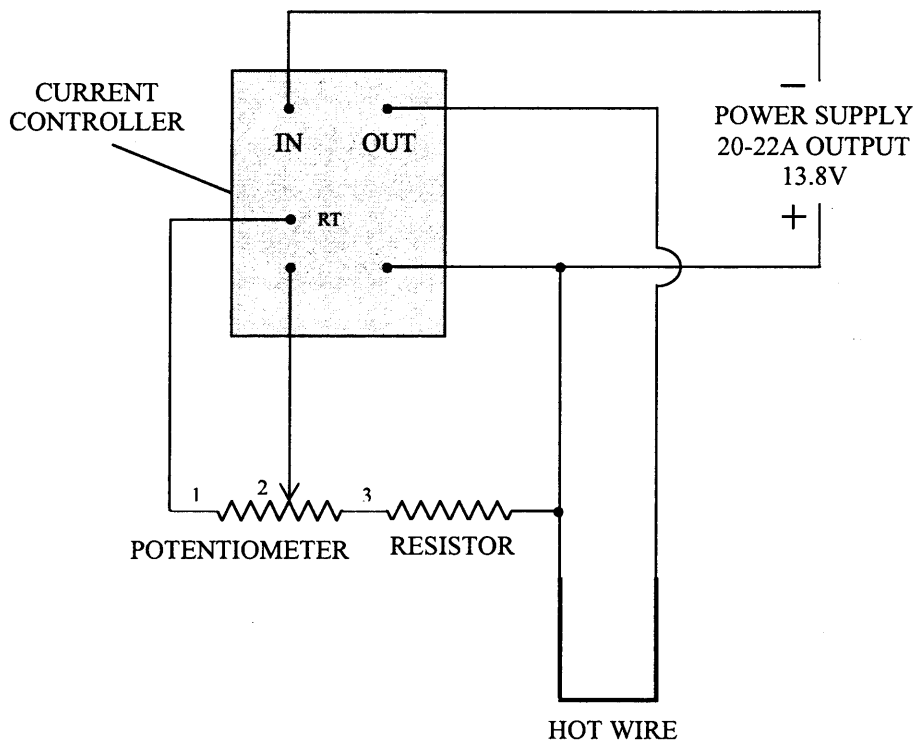 CURRENT
CONTROLLER
IN OUT
RT
−
POWER SUPPLY
20-22A OUTPUT
13.8V
+
1 2 3
POTENTIOMETER
RESISTOR
HOT WIRE